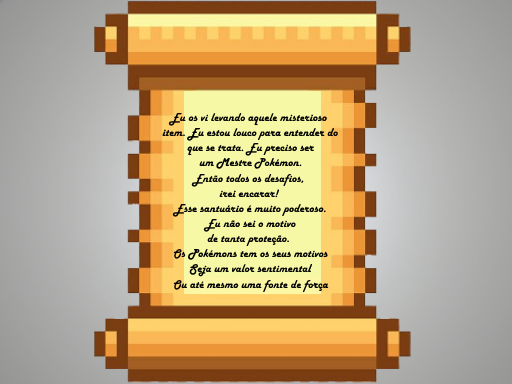 Eu os vi levando aquele misterioso
item. Eu estou louco para entender do
que se trata. Eu preciso ser
um Mestre Pokémon.
Então todos os desafios,
irei encarar!
Esse santuário é muito poderoso.
Eu não sei o motivo
de tanta proteção.
Os Pokémons tem os seus motivos
Seja um valor sentimental
Ou até mesmo uma fonte de força